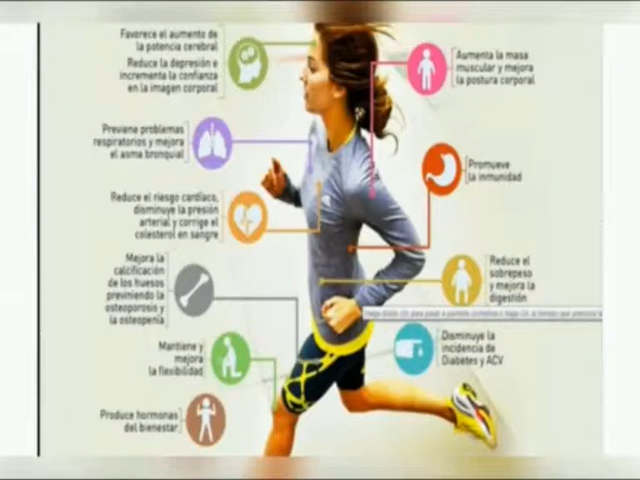 Favorece el aumento de
la potencia cerebral
Reduce la depresión e
incrementa la confianza
en la imagen corporal
Previene problemas
respiratorios y mejora
el asma bronquial
Reduce el riesgo cardíaco,
disminuye la presión
arterial y corrige el
colesterol en sangre
Mejora la
calcificación
de los huesos
previniendo la
osteoporosis y
la osteopenia
Mantiene y
mejora
la flexibilidad
Produce hormonas
del bienestar
Aumenta la masa
muscular y mejora
la postura corporal
Promueve
la inmunidad
Reduce el
sobrepeso
y mejora la
digestión
Disminuye la
incidencia de
Diabetes y ACV